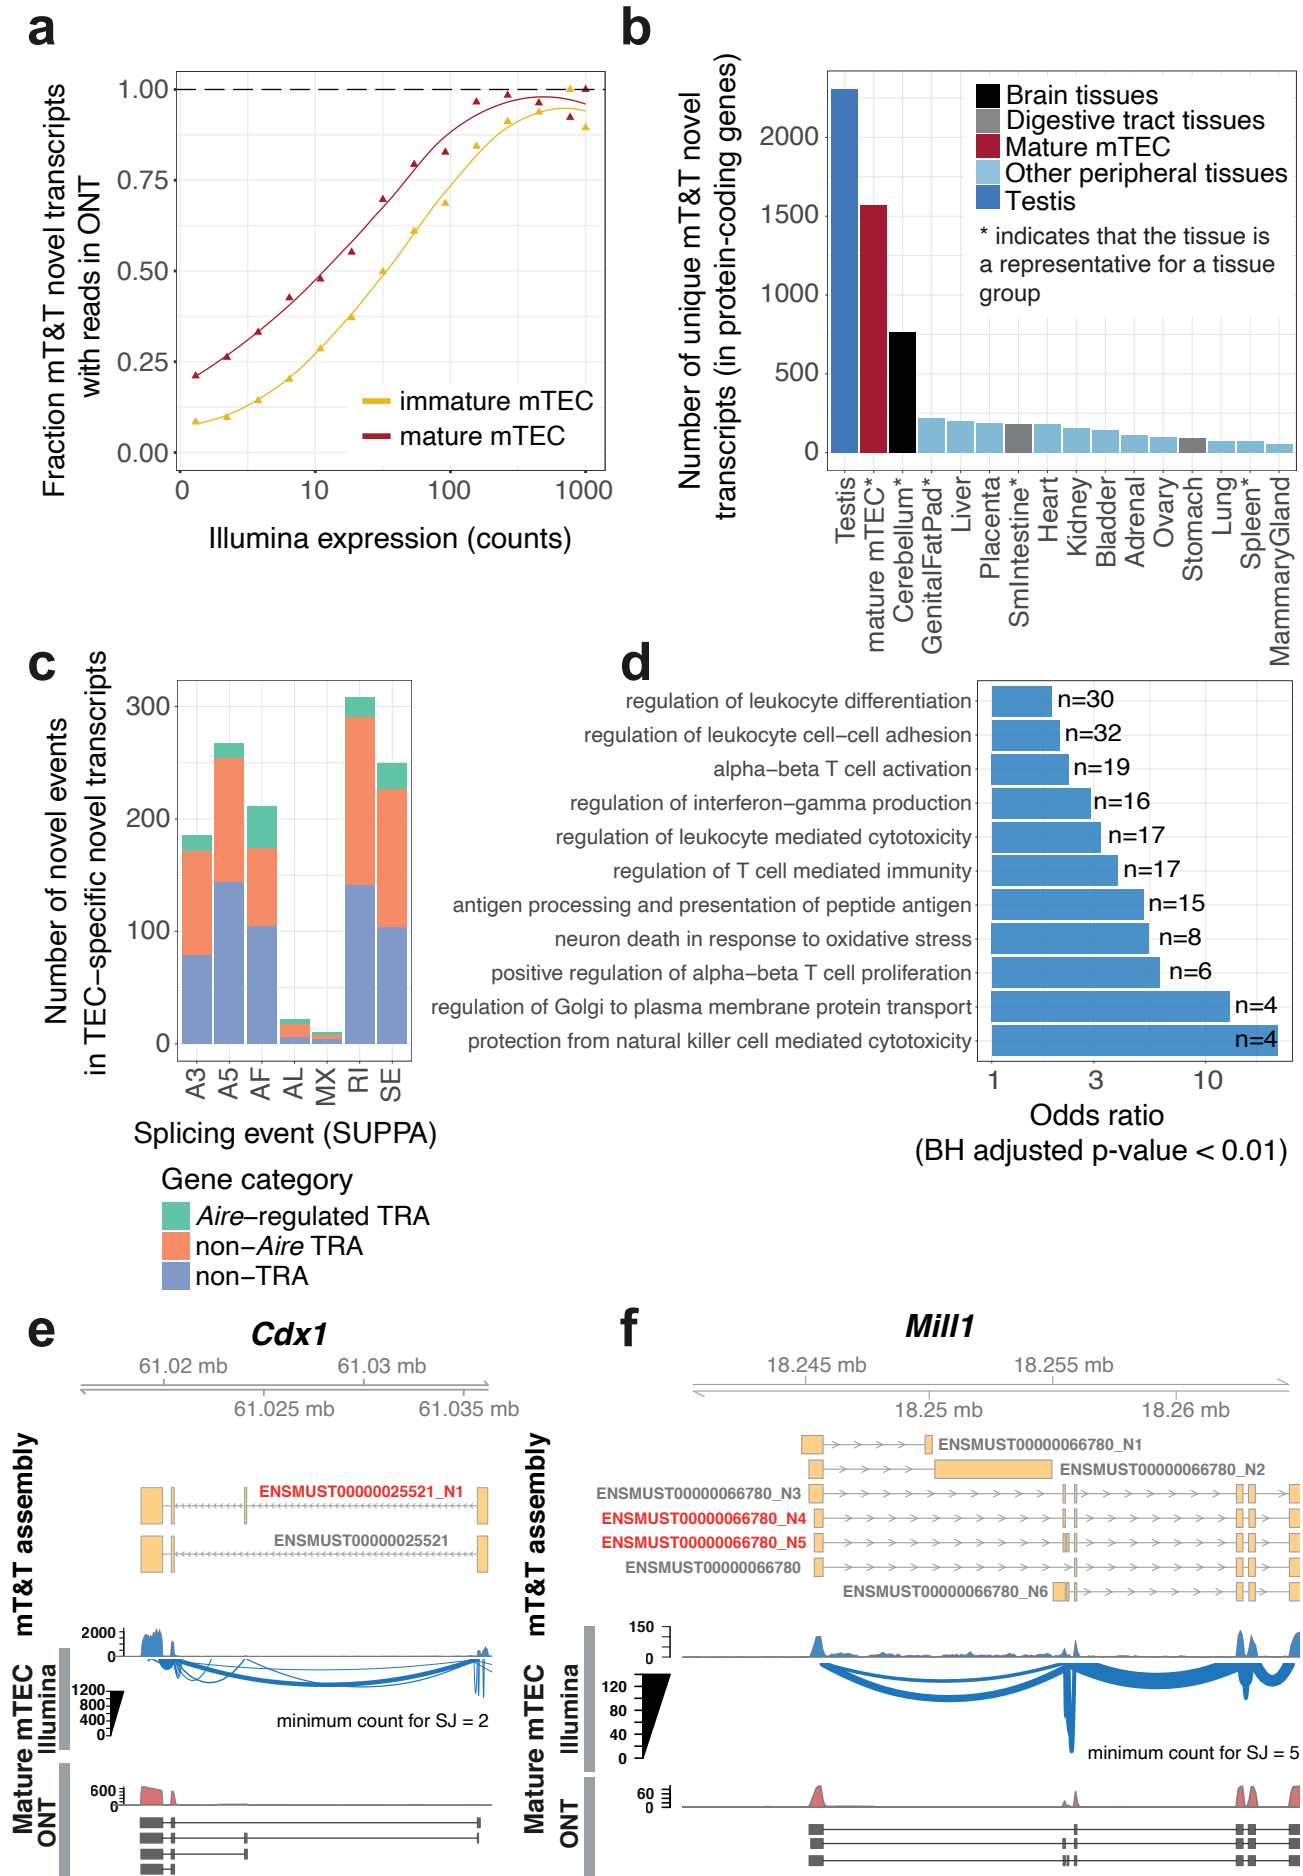 a
Fraction mT&T novel transcripts
with reads in ONT
1.00
0.75
0.50
0.25
0.00
immature mTEC
mature mTEC
0
10
100
1000
Illumina expression (counts)
b
Number of unique mT&T novel
transcripts (in protein-coding genes)
2000
1500
1000
500
0
Brain tissues
Digestive tract tissues
Mature mTEC
Other peripheral tissues
Testis
* indicates that the tissue is
a representative for a tissue
group
Testis
mature mTEC*
Cerebellum*
GenitalFatPad*
Liver
Placenta
SmIntestine*
Heart
Kidney
Bladder
Adrenal
Ovary
Stomach
Lung
Spleen*
MammaryGland
c
Number of novel events
in TEC−specific novel transcripts
300
200
100
0
A3
A5
AF
AL
MX
RI
SE
Splicing event (SUPPA)
Gene category
Aire−regulated TRA
non−Aire TRA
non−TRA
d
regulation of leukocyte differentiation n=30
regulation of leukocyte cell−cell adhesion n=32
alpha−beta T cell activation n=19
regulation of interferon−gamma production n=16
regulation of leukocyte mediated cytotoxicity n=17
regulation of T cell mediated immunity n=17
antigen processing and presentation of peptide antigen n=15
neuron death in response to oxidative stress n=8
positive regulation of alpha−beta T cell proliferation n=6
regulation of Golgi to plasma membrane protein transport n=4
protection from natural killer cell mediated cytotoxicity n=4
1
3
10
Odds ratio
(BH adjusted p-value < 0.01)
e
Cdx1
61.02 mb
61.03 mb
61.025 mb
61.035 mb
mT&T assembly
ENSMUST00000025521_N1
ENSMUST00000025521
Mature mTEC
Illumina
2000
0
1200
800
400
0
minimum count for SJ = 2
ONT
600
0
f
Mill1
18.245 mb
18.255 mb
18.25 mb
18.26 mb
mT&T assembly
ENSMUST00000066780_N1
ENSMUST00000066780_N2
ENSMUST00000066780_N3
ENSMUST00000066780_N4
ENSMUST00000066780_N5
ENSMUST00000066780
ENSMUST00000066780_N6
Mature mTEC
Illumina
150
0
120
80
40
0
minimum count for SJ = 5
ONT
60
0